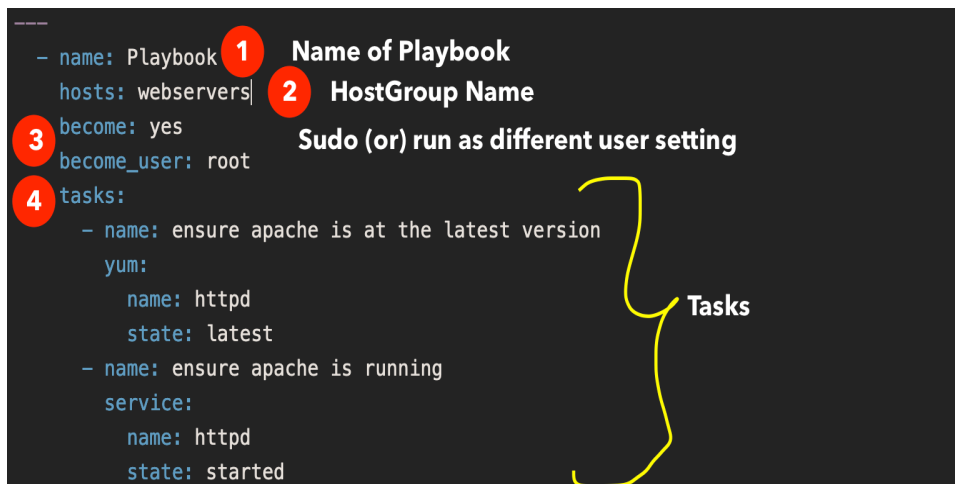 ---
- name: Playbook 1 Name of Playbook
hosts: webservers 2 HostGroup Name
3 become: yes
Sudo (or) run as different user setting
become_user: root
4 tasks:
- name: ensure apache is at the latest version
yum:
name: httpd
state: latest
Tasks
- name: ensure apache is running
service:
name: httpd
state: started